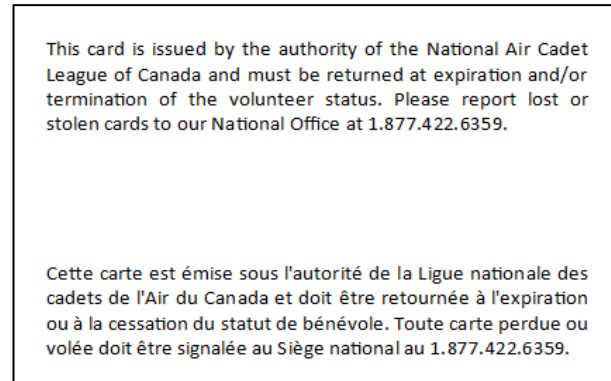 This card is issued by the authority of the National Air Cadet
League of Canada and must be returned at expiration and/or
termination of the volunteer status. Please report lost or
stolen cards to our National Office at 1.877.422.6359.
Cette carte est émise sous l'autorité de la Ligue nationale des
cadets de l'Air du Canada et doit être retournée à l'expiration
ou à la cessation du statut de bénévole. Toute carte perdue ou
volée doit être signalée au Siège national au 1.877.422.6359.